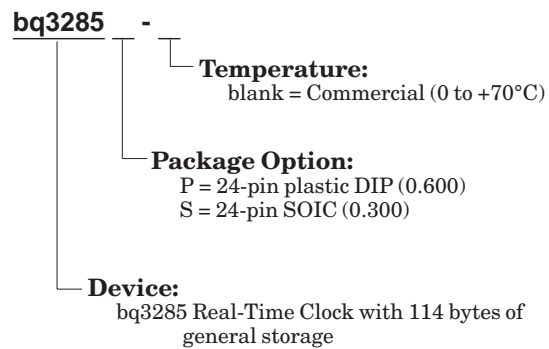 bq3285 _ - _
Temperature:
blank = Commercial (0 to +70°C)
Package Option:
P = 24-pin plastic DIP (0.600)
S = 24-pin SOIC (0.300)
Device:
bq3285 Real-Time Clock with 114 bytes of
general storage